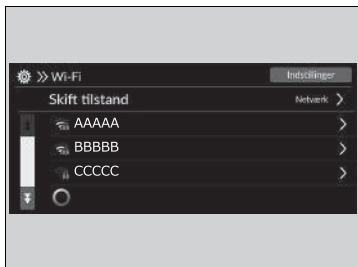 Wi-Fi
Indstillinger
Skift tilstand
Netværk
AAAAA
BBBBB
CCCCC